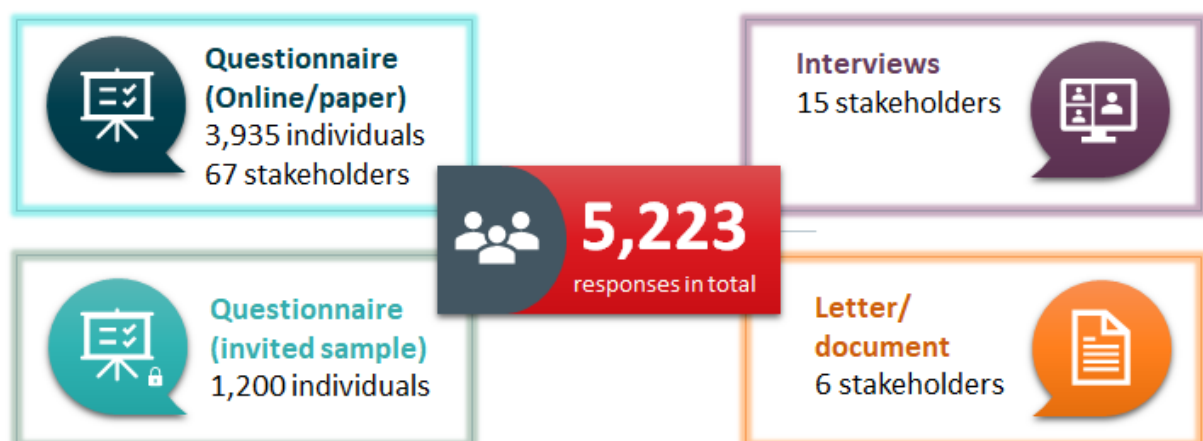 Questionnaire
(Online/paper)
3,935 individuals
67 stakeholders
Interviews
15 stakeholders
5,223
responses in total
Questionnaire
(invited sample)
1,200 individuals
Letter/
document
6 stakeholders